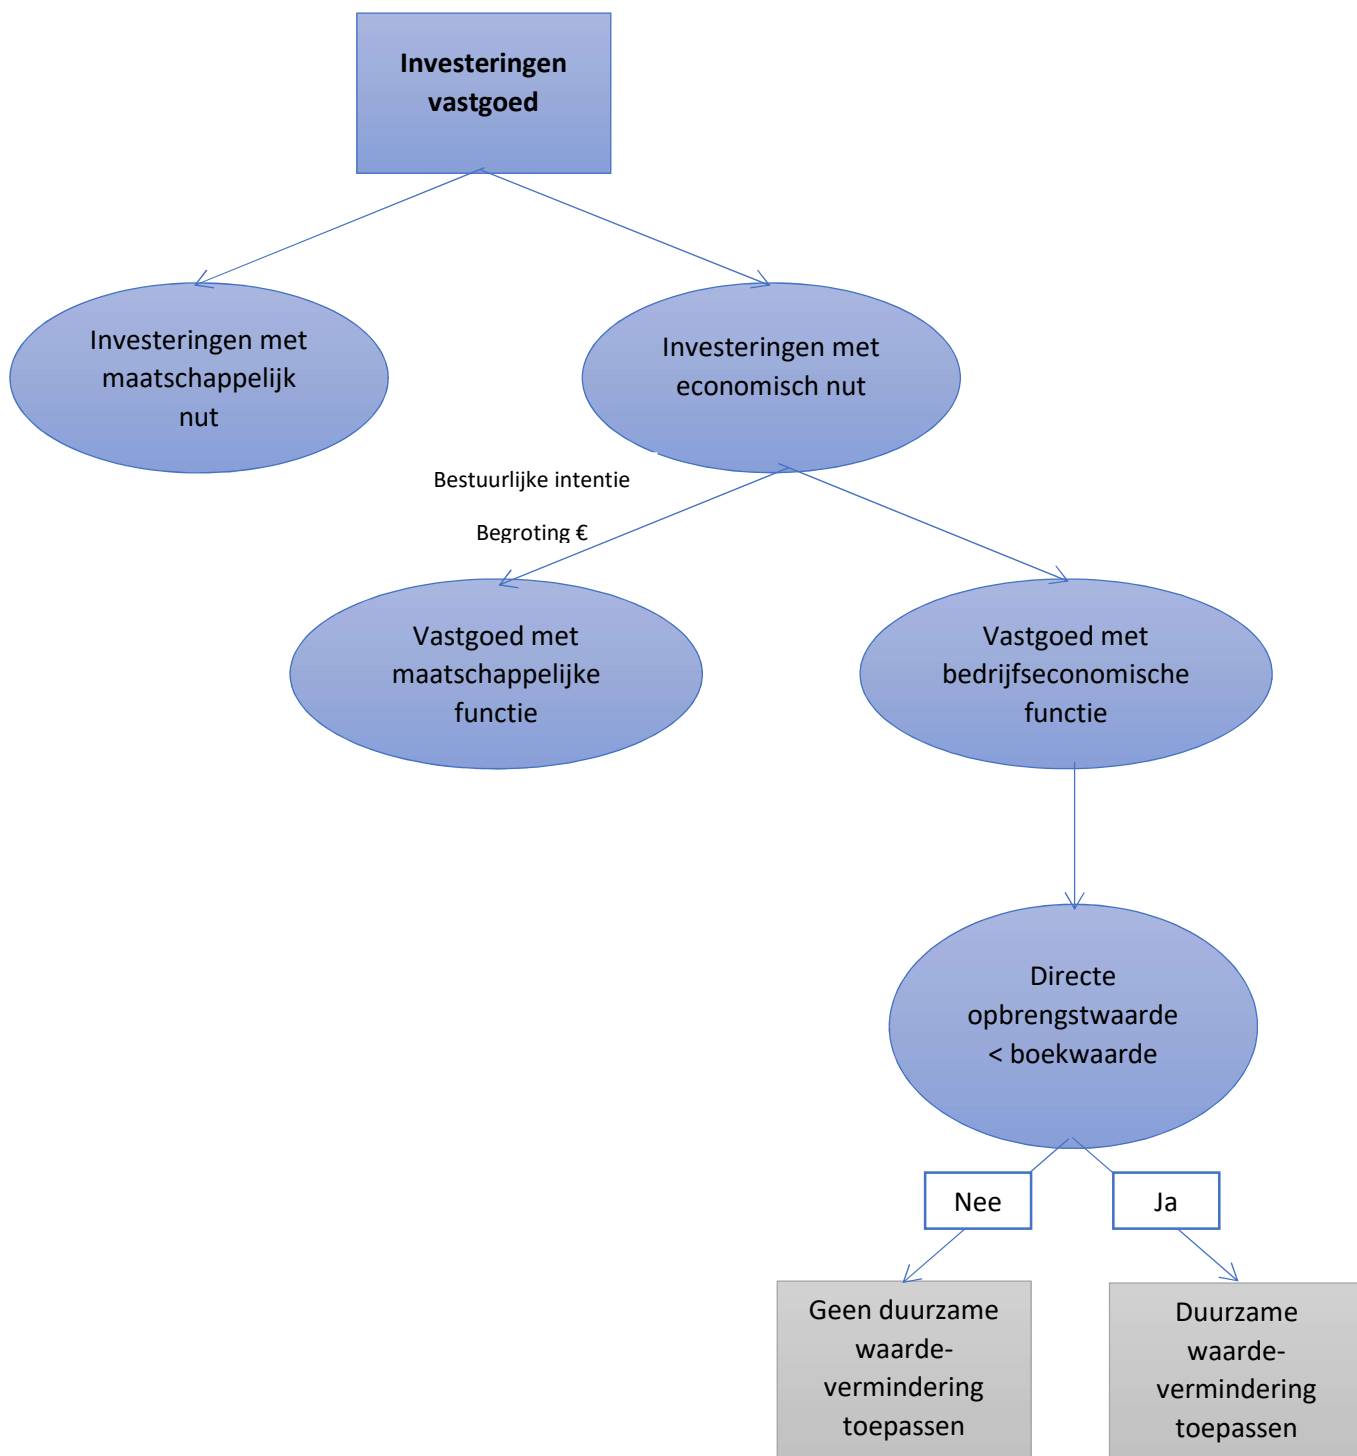 Investeringen
vastgoed
Investeringen met
maatschappelijk
nut
Investeringen met
economisch nut
Bestuurlijke intentie
Begroting €
Vastgoed met
maatschappelijke
functie
Vastgoed met
bedrijfseconomische
functie
Directe
opbrengstwaarde
< boekwaarde
Nee
Ja
Geen duurzame
waarde-
vermindering
toepassen
Duurzame
waarde-
vermindering
toepassen